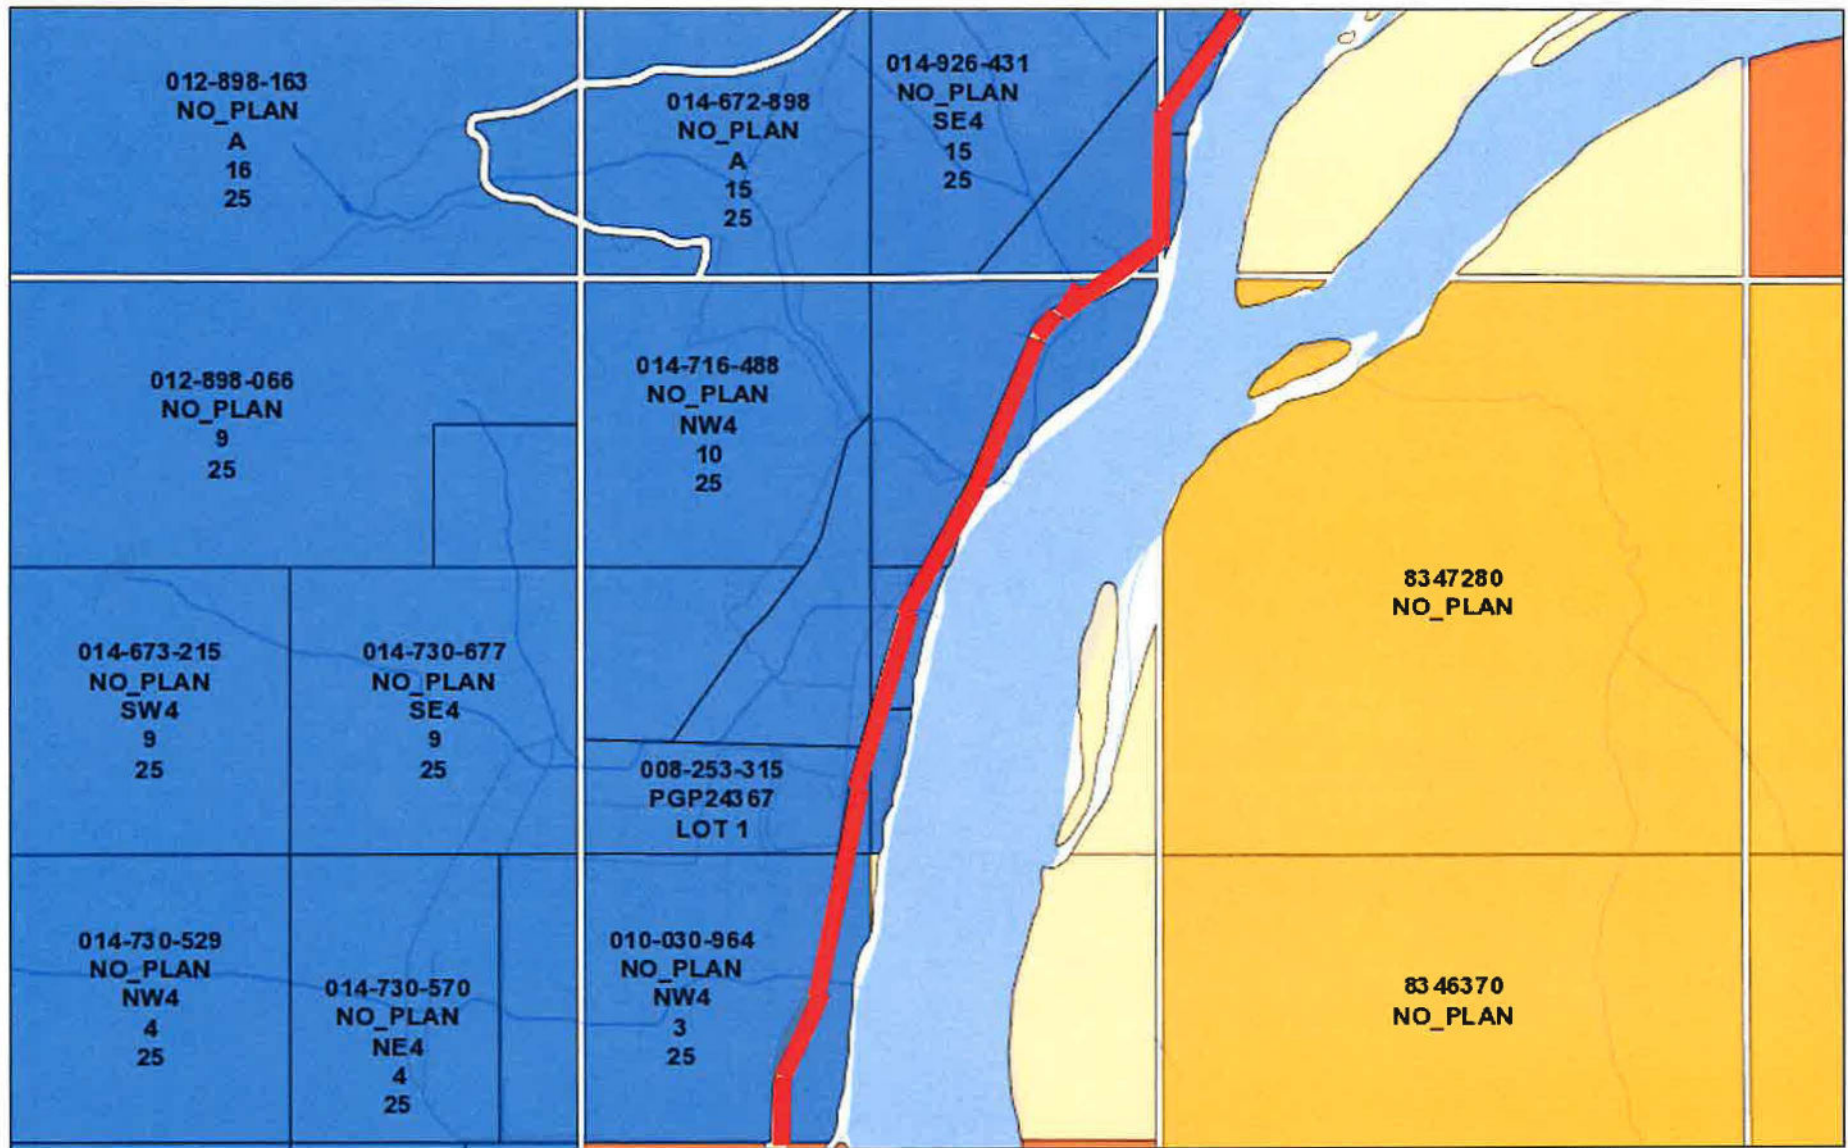 012-898-163
NO_PLAN
A
16
25
014-672-898
NO_PLAN
A
15
25
014-926-431
NO_PLAN
SE4
15
25
012-898-066
NO_PLAN
9
25
014-716-488
NO_PLAN
NW4
10
25
8347280
NO_PLAN
014-673-215
NO_PLAN
SW4
9
25
014-730-677
NO_PLAN
SE4
9
25
008-253-315
PGP24367
LOT 1
014-730-529
NO_PLAN
NW4
4
25
014-730-570
NO_PLAN
NE4
4
25
010-030-964
NO_PLAN
NW4
3
25
8346370
NO_PLAN